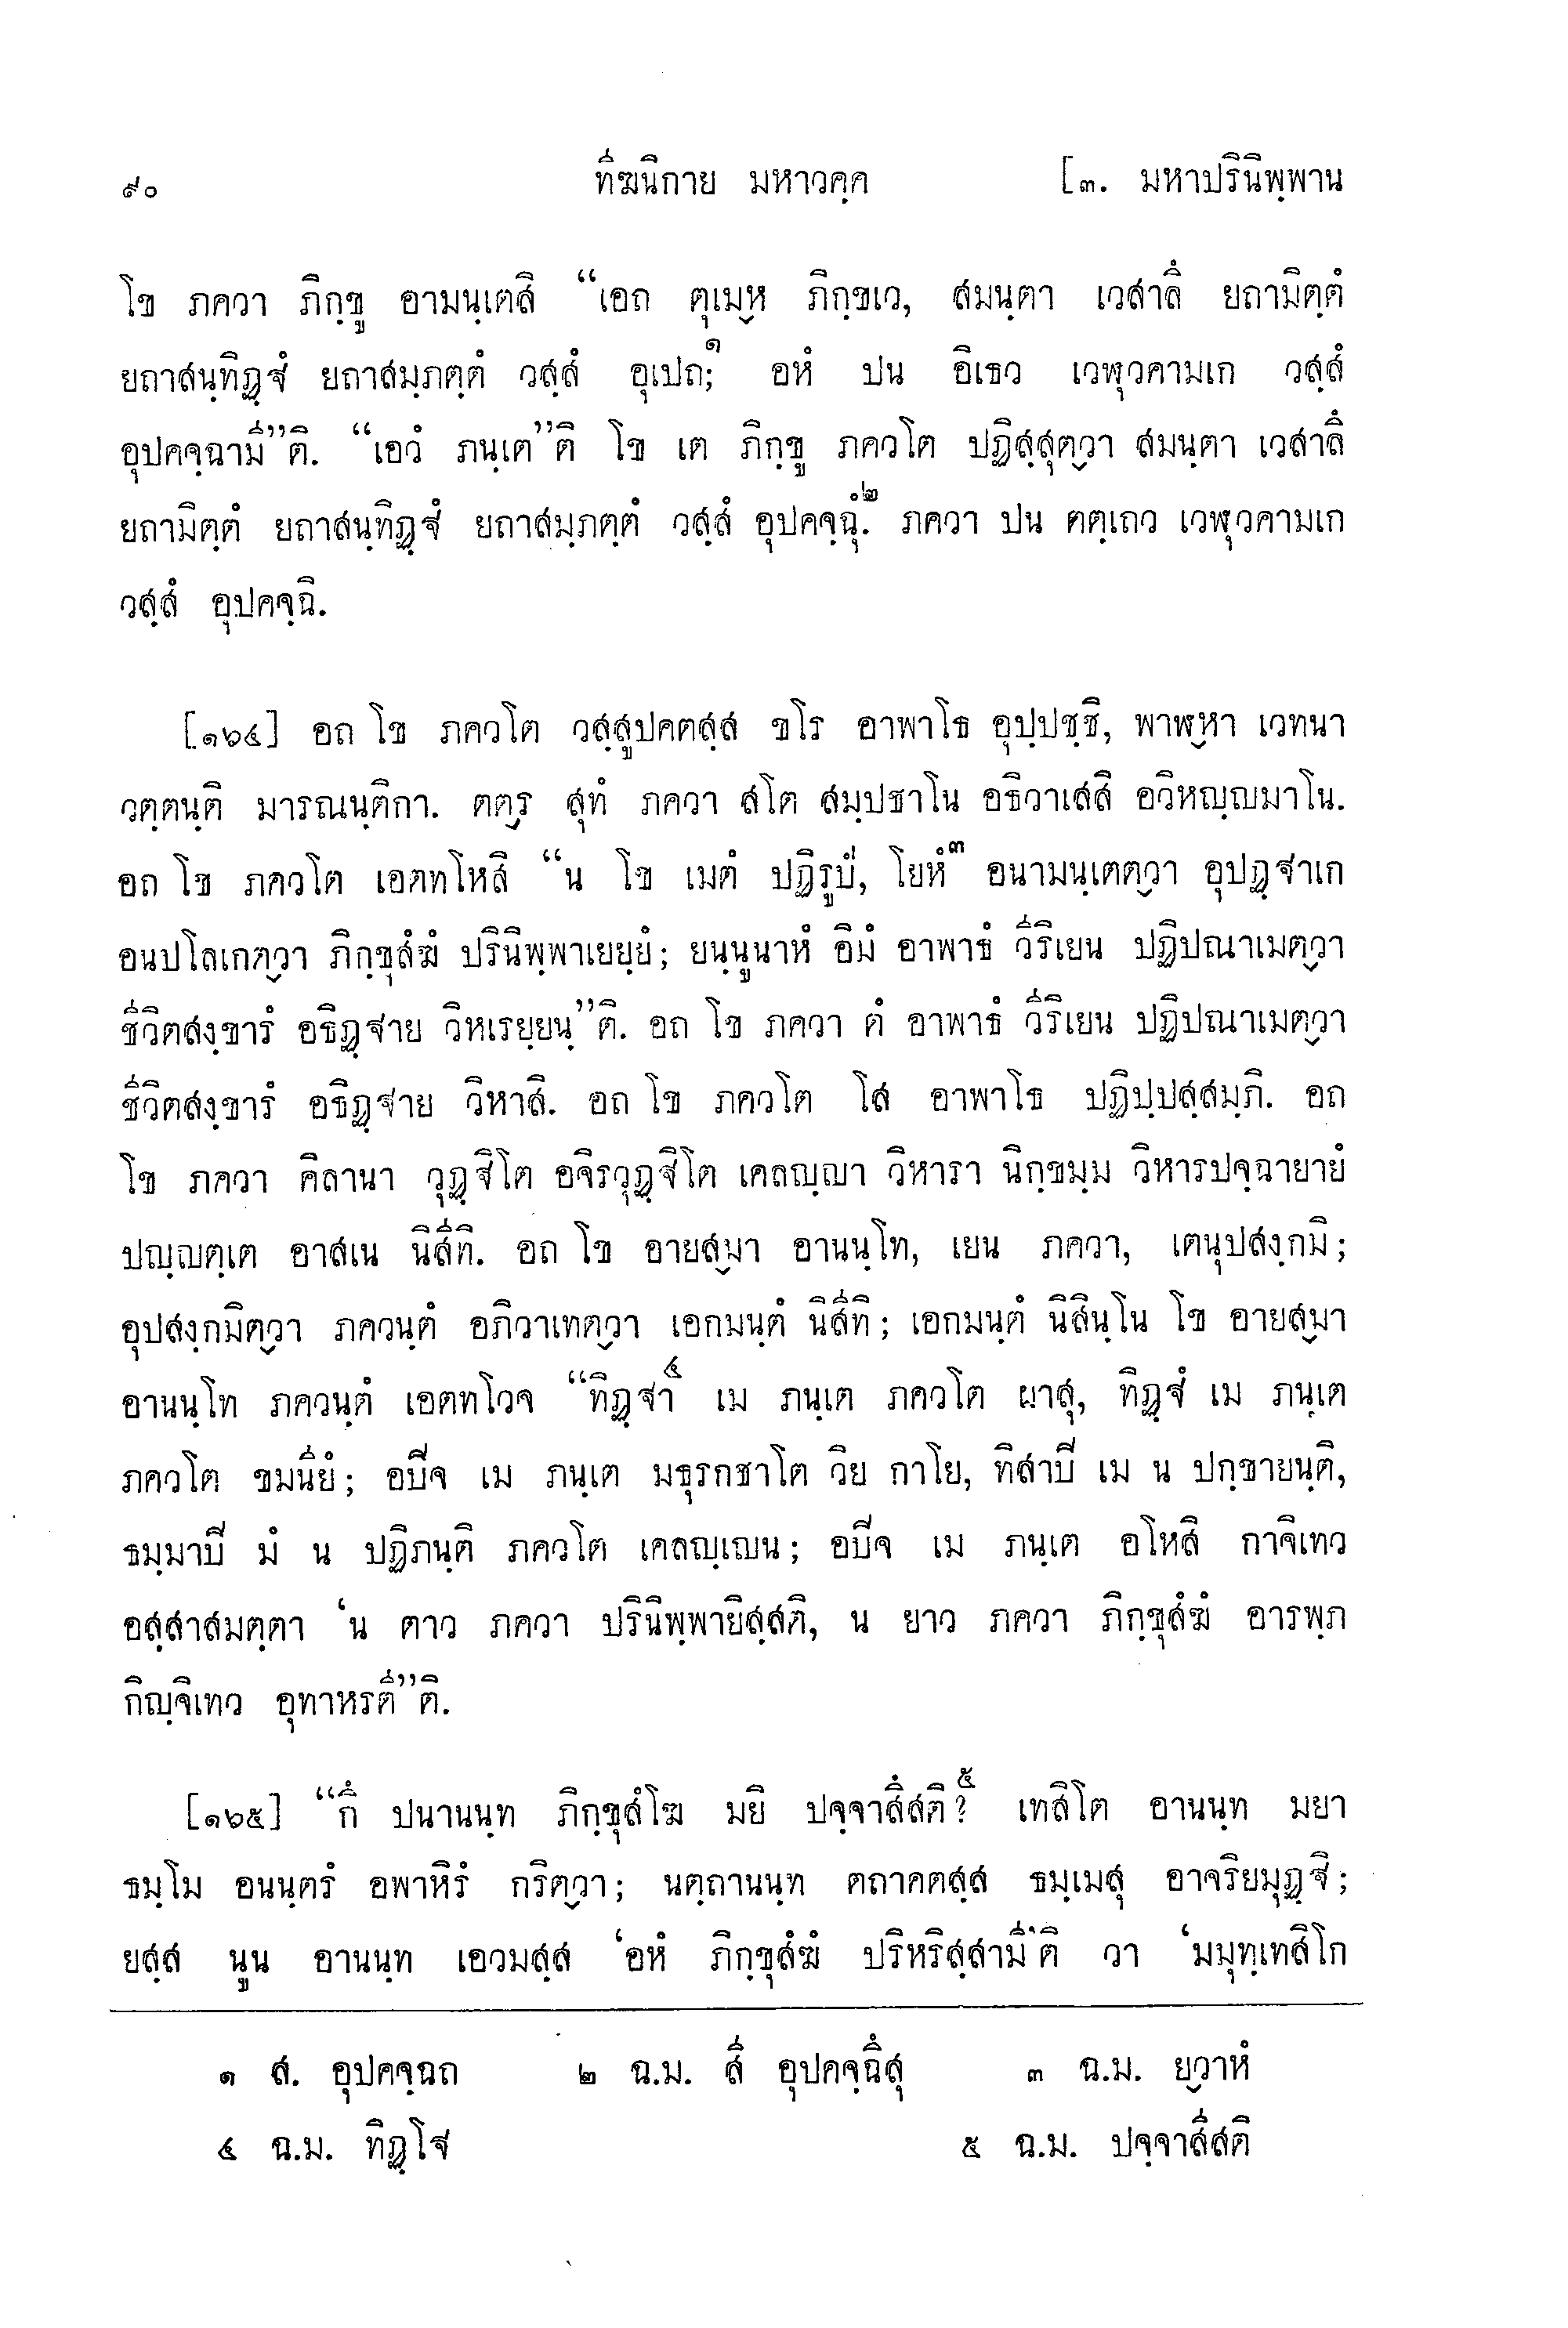 ๙๐ ทีฆนิกาย มหาวคฺค [๓. มหาปรินิพฺพาน
โข ภควา ภิกฺขู อามนฺเตสิ “เอถ ตุเมฺห ภิกฺขเว, สมนฺตา เวสาลึ ยถามิตฺตํ
ยถาสนฺทิฏฺฐํ ยถาสมฺภตฺตํ วสฺสํ อุเปถ;๑ อหํ ปน อิเธว เวฬุวคามเก วสฺสํ
อุปคจฺฉามี”ติ. “เอวํ ภนฺเต”ติ โข เต ภิกฺขู ภควโต ปฏิสฺสุตฺวา สมนฺตา เวสาลึ
ยถามิตฺตํ ยถาสนฺทิฏฺฐํ ยถาสมฺภตฺตํ วสฺสํ อุปคจฺฉุํ.๒ ภควา ปน ตตฺเถว เวฬุวคามเก
วสฺสํ อุปคจฺฉิ.
[๑๖๔] อถ โข ภควโต วสฺสูปคตสฺส ขโร อาพาโธ อุปฺปชฺชิ, พาฬฺหา เวทนา
วตฺตนฺติ มารณนฺติกา. ตตฺร สุทํ ภควา สโต สมฺปชาโน อธิวาเสสิ อวิหญฺญมาโน.
อถ โข ภควโต เอตทโหสิ “น โข เมตํ ปฏิรูปํ, โยหํ๓ อนามนฺเตตฺวา อุปฏฺฐาเก
อนปโลเกตฺวา ภิกฺขุสํฆํ ปรินิพฺพาเยยฺยํ; ยนฺนูนาหํ อิมํ อาพาธํ วีริเยน ปฏิปณาเมตฺวา
ชีวิตสงฺขารํ อธิฏฺฐาย วิหเรยฺยนฺ”ติ. อถ โข ภควา ตํ อาพาธํ วีริเยน ปฏิปณาเมตฺวา
ชีวิตสงฺขารํ อธิฏฺฐาย วิหาสิ. อถ โข ภควโต โส อาพาโธ ปฏิปฺปสฺสมฺภิ. อถ
โข ภควา คิลานา วุฏฺฐิโต อจิรวุฏฺฐิโต เคลญฺญา วิหารา นิกฺขมฺม วิหารปจฺฉายายํ
ปญฺญตฺเต อาสเน นิสีทิ. อถ โข อายสฺมา อานนฺโท, เยน ภควา, เตนุปสงฺกมิ;
อุปสงฺกมิตฺวา ภควนฺตํ อภิวาเทตฺวา เอกมนฺตํ นิสีทิ; เอกมนฺตํ นิสินฺโน โข อายสฺมา
อานนฺโท ภควนฺตํ เอตทโวจ “ทิฏฺฐา๔ เม ภนฺเต ภควโต ผาสุ, ทิฏฺฐํ เม ภนฺเต
ภควโต ขมนียํ; อปิจ เม ภนฺเต มธุรกชาโต วิย กาโย, ทิสาปิ เม น ปกฺขายนฺติ,
ธมฺมาปิ มํ น ปฏิภนฺติ ภควโต เคลญฺเญน; อปิจ เม ภนฺเต อโหสิ กาจิเทว
อสฺสาสมตฺตา ‘น ตาว ภควา ปรินิพฺพายิสฺสติ, น ยาว ภควา ภิกฺขุสํฆํ อารพฺภ
กิญฺจิเทว อุทาหรตี”ติ.
[๑๖๕] “กึ ปนานนฺท ภิกฺขุสํโฆ มยิ ปจฺจาสึสติ?๕ เทสิโต อานนฺท มยา
ธมฺโม อนนฺตรํ อพาหิรํ กริตฺวา; นตฺถานนฺท ตถาคตสฺส ธมฺเมสุ อาจริยมุฏฺฐิ;
ยสฺส นูน อานนฺท เอวมสฺส ‘อหํ ภิกฺขุสํฆํ ปริหริสฺสามี’ติ วา ‘มมุทฺเทสิโก
๑ ส. อุปคจฺฉถ ๒ ฉ.ม. สี อุปคจฺฉึสุ ๓ ฉ.ม. ยฺวาหํ
๔ ฉ.ม. ทิฏฺโฐ ๕ ฉ.ม. ปจฺจาสีสติ